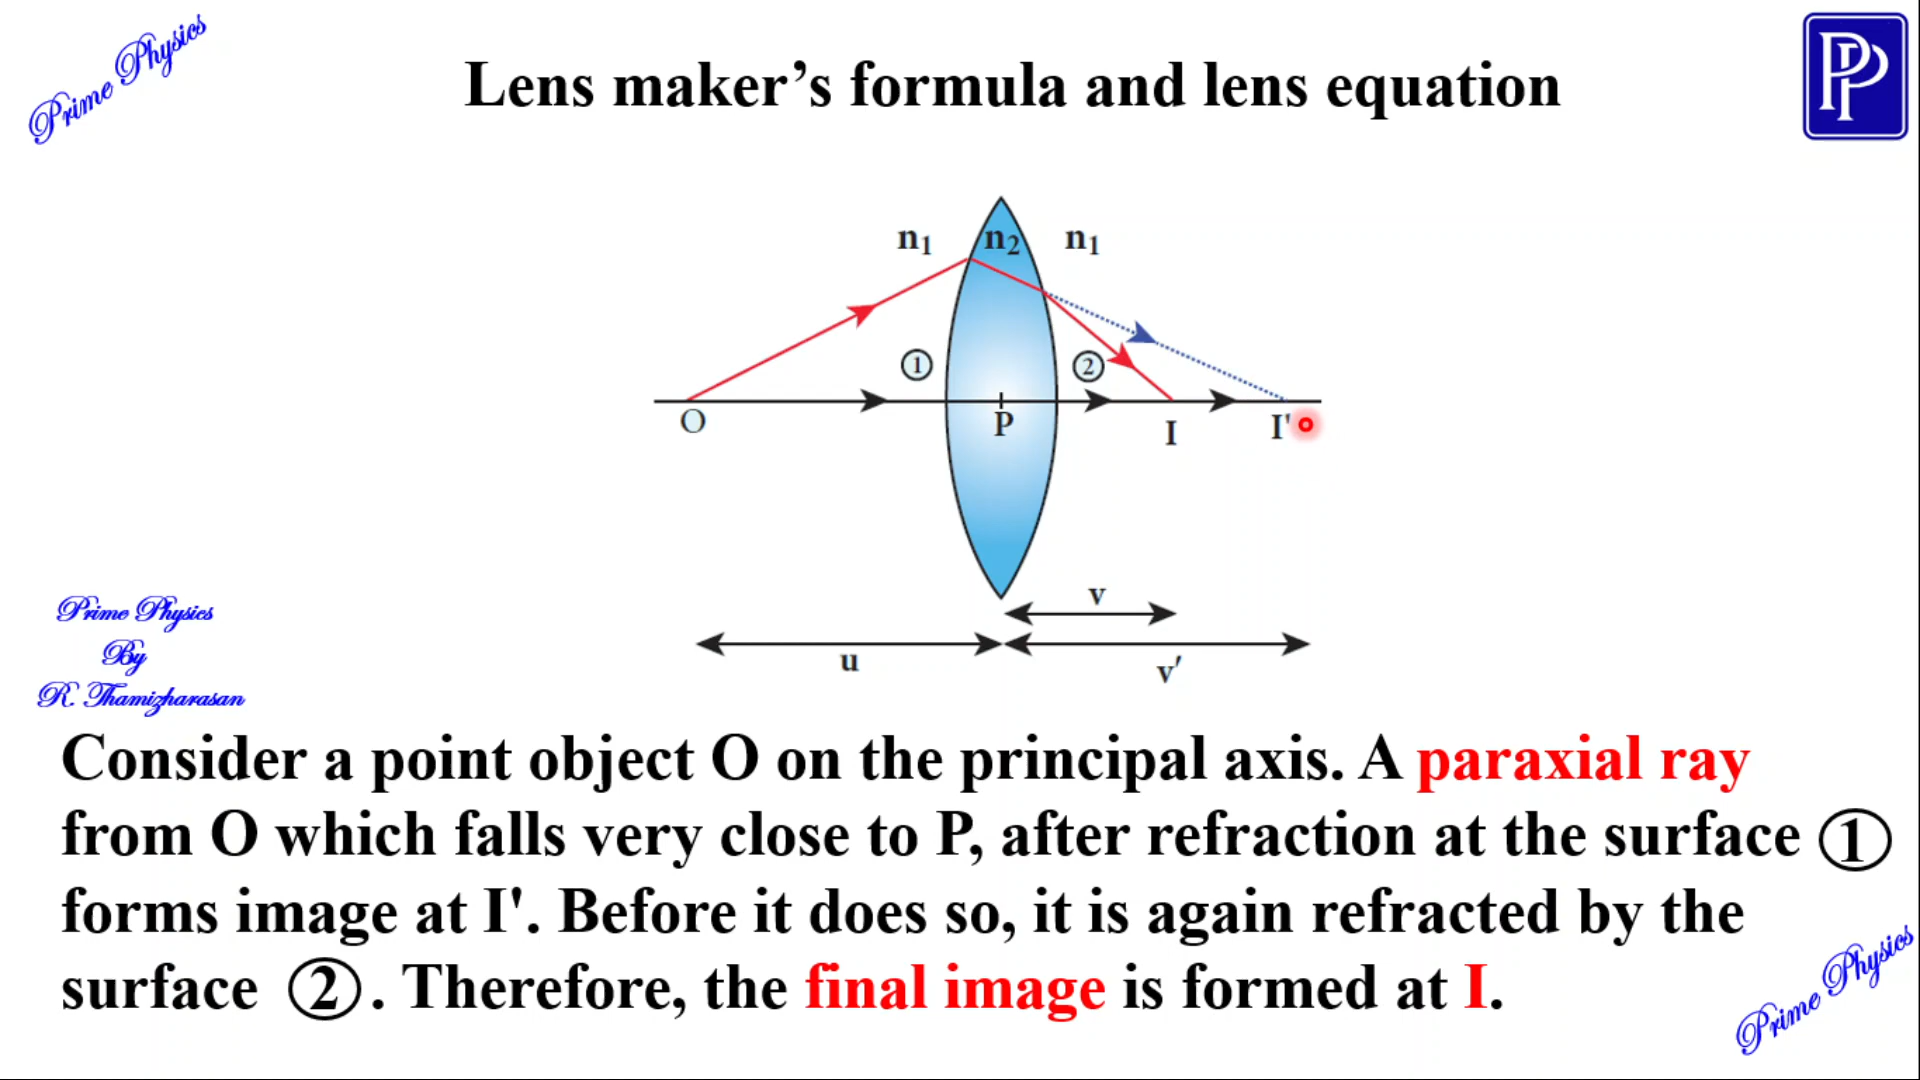 Prime Physics
PP
Lens maker’s formula and lens equation
n₁ n₂ n₁
① ②
O P I I'
v
u v′
Prime Physics
By
R. Thamizharasan
Consider a point object O on the principal axis. A paraxial ray
from O which falls very close to P, after refraction at the surface ①
forms image at I'. Before it does so, it is again refracted by the
surface ②. Therefore, the final image is formed at I.
Prime Physics